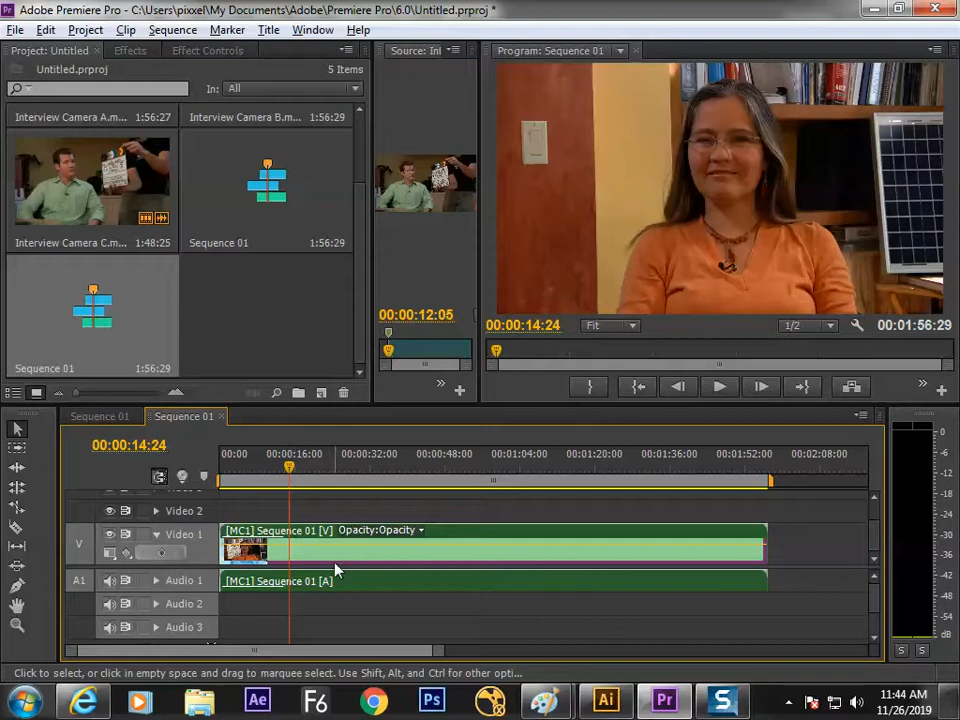 Adobe Premiere Pro - C:\Users\pixxel\My Documents\Adobe\Premiere Pro\6.0\Untitled.prproj *
File Edit Project Clip Sequence Marker Title Window Help
Project: Untitled Effects Effect Controls
Source: Int
Program: Sequence 01
Untitled.prproj 5 Items
In: All
Interview Camera A.m... 1:56:27 Interview Camera B.m... 1:56:29
Interview Camera C.m... 1:48:25 Sequence 01 1:56:29
Sequence 01 1:56:29
00:00:12:05
00:00:14:24 Fit 1/2 00:01:56:29
Sequence 01 Sequence 01
00:00:14:24
00:00 00:00:16:00 00:00:32:00 00:00:48:00 00:01:04:00 00:01:20:00 00:01:36:00 00:01:52:00 00:02:08:00
Video 2
V Video 1 [MC1] Sequence 01 [V] Opacity:Opacity
A1 Audio 1 [MC1] Sequence 01 [A]
Audio 2
Audio 3
0
-6
-12
-18
-24
-30
-36
-42
-48
-54
dB
S S
Click to select, or click in empty space and drag to marquee select. Use Shift, Alt, and Ctrl for other opti...
Ae F6 Ps Ai Pr S
11:44 AM
11/26/2019